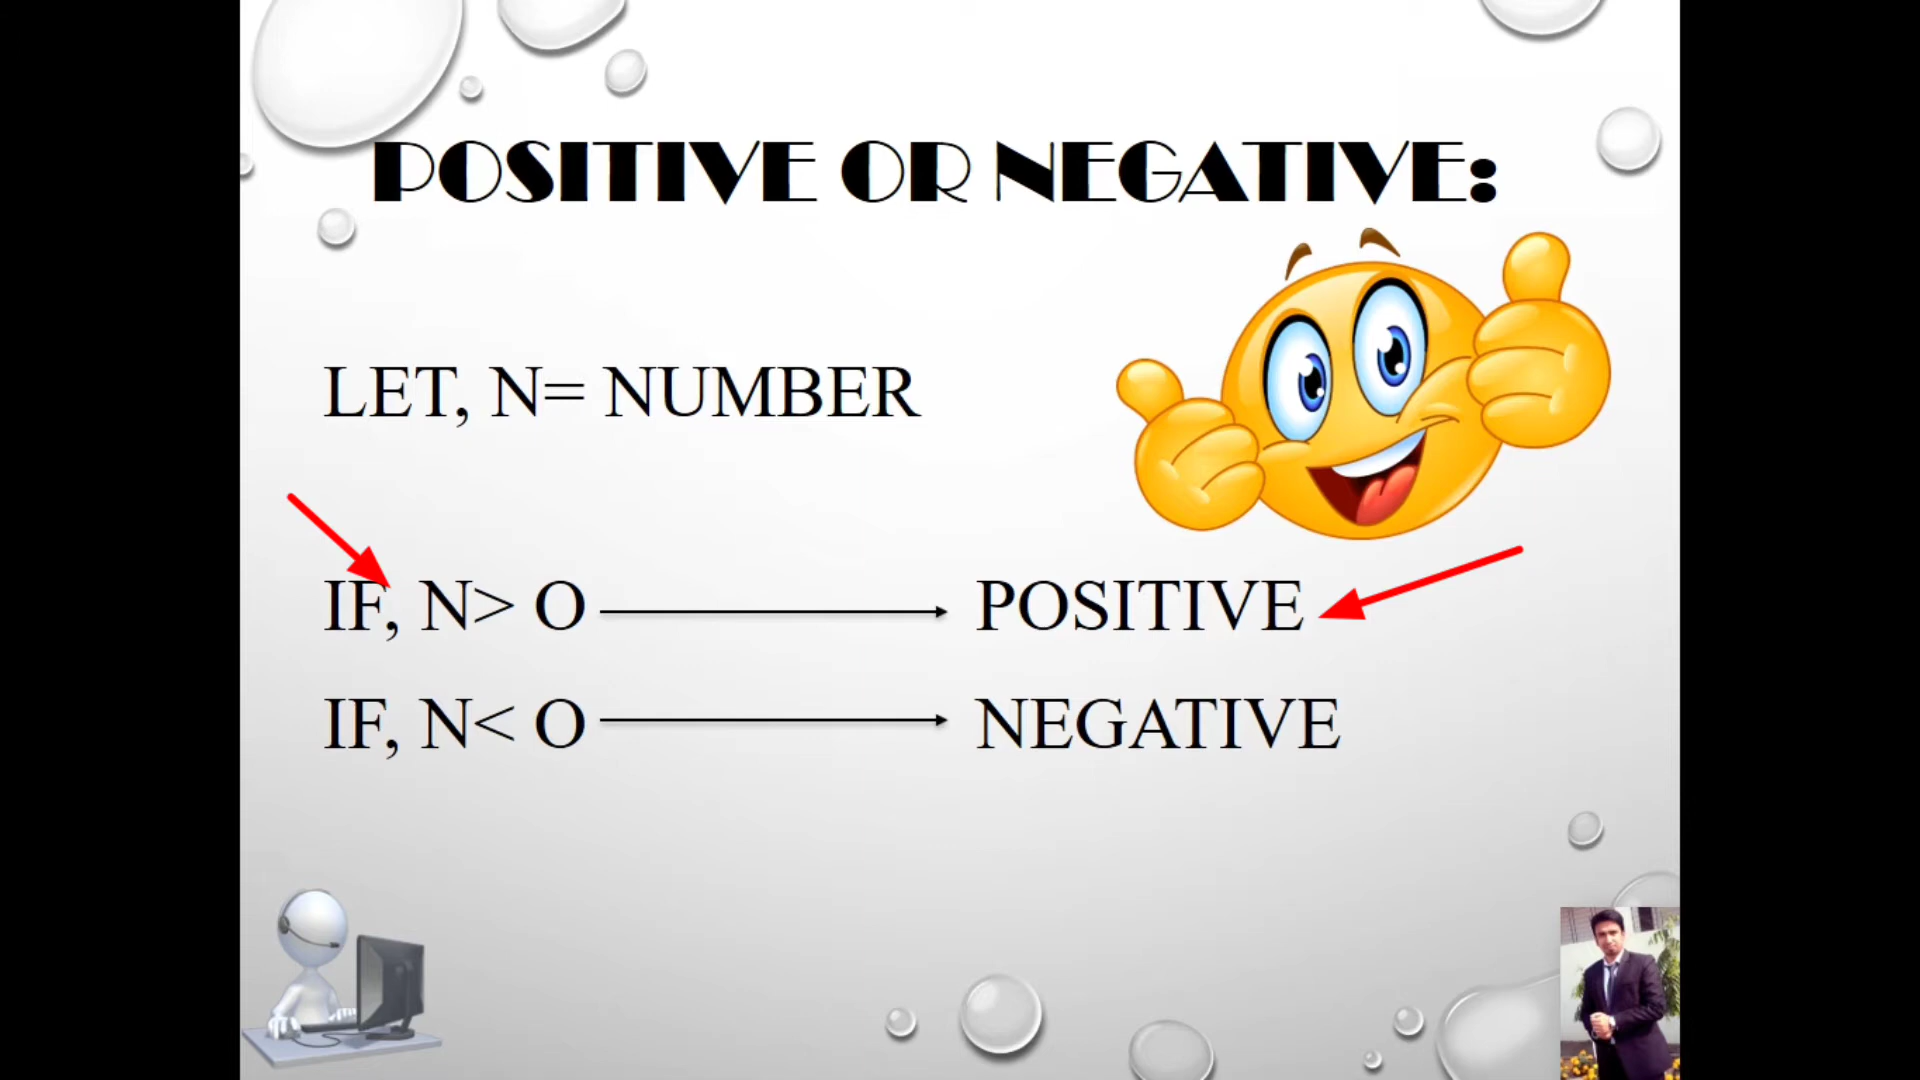 POSITIVE OR NEGATIVE:
LET, N= NUMBER
IF, N> O POSITIVE
IF, N< O NEGATIVE